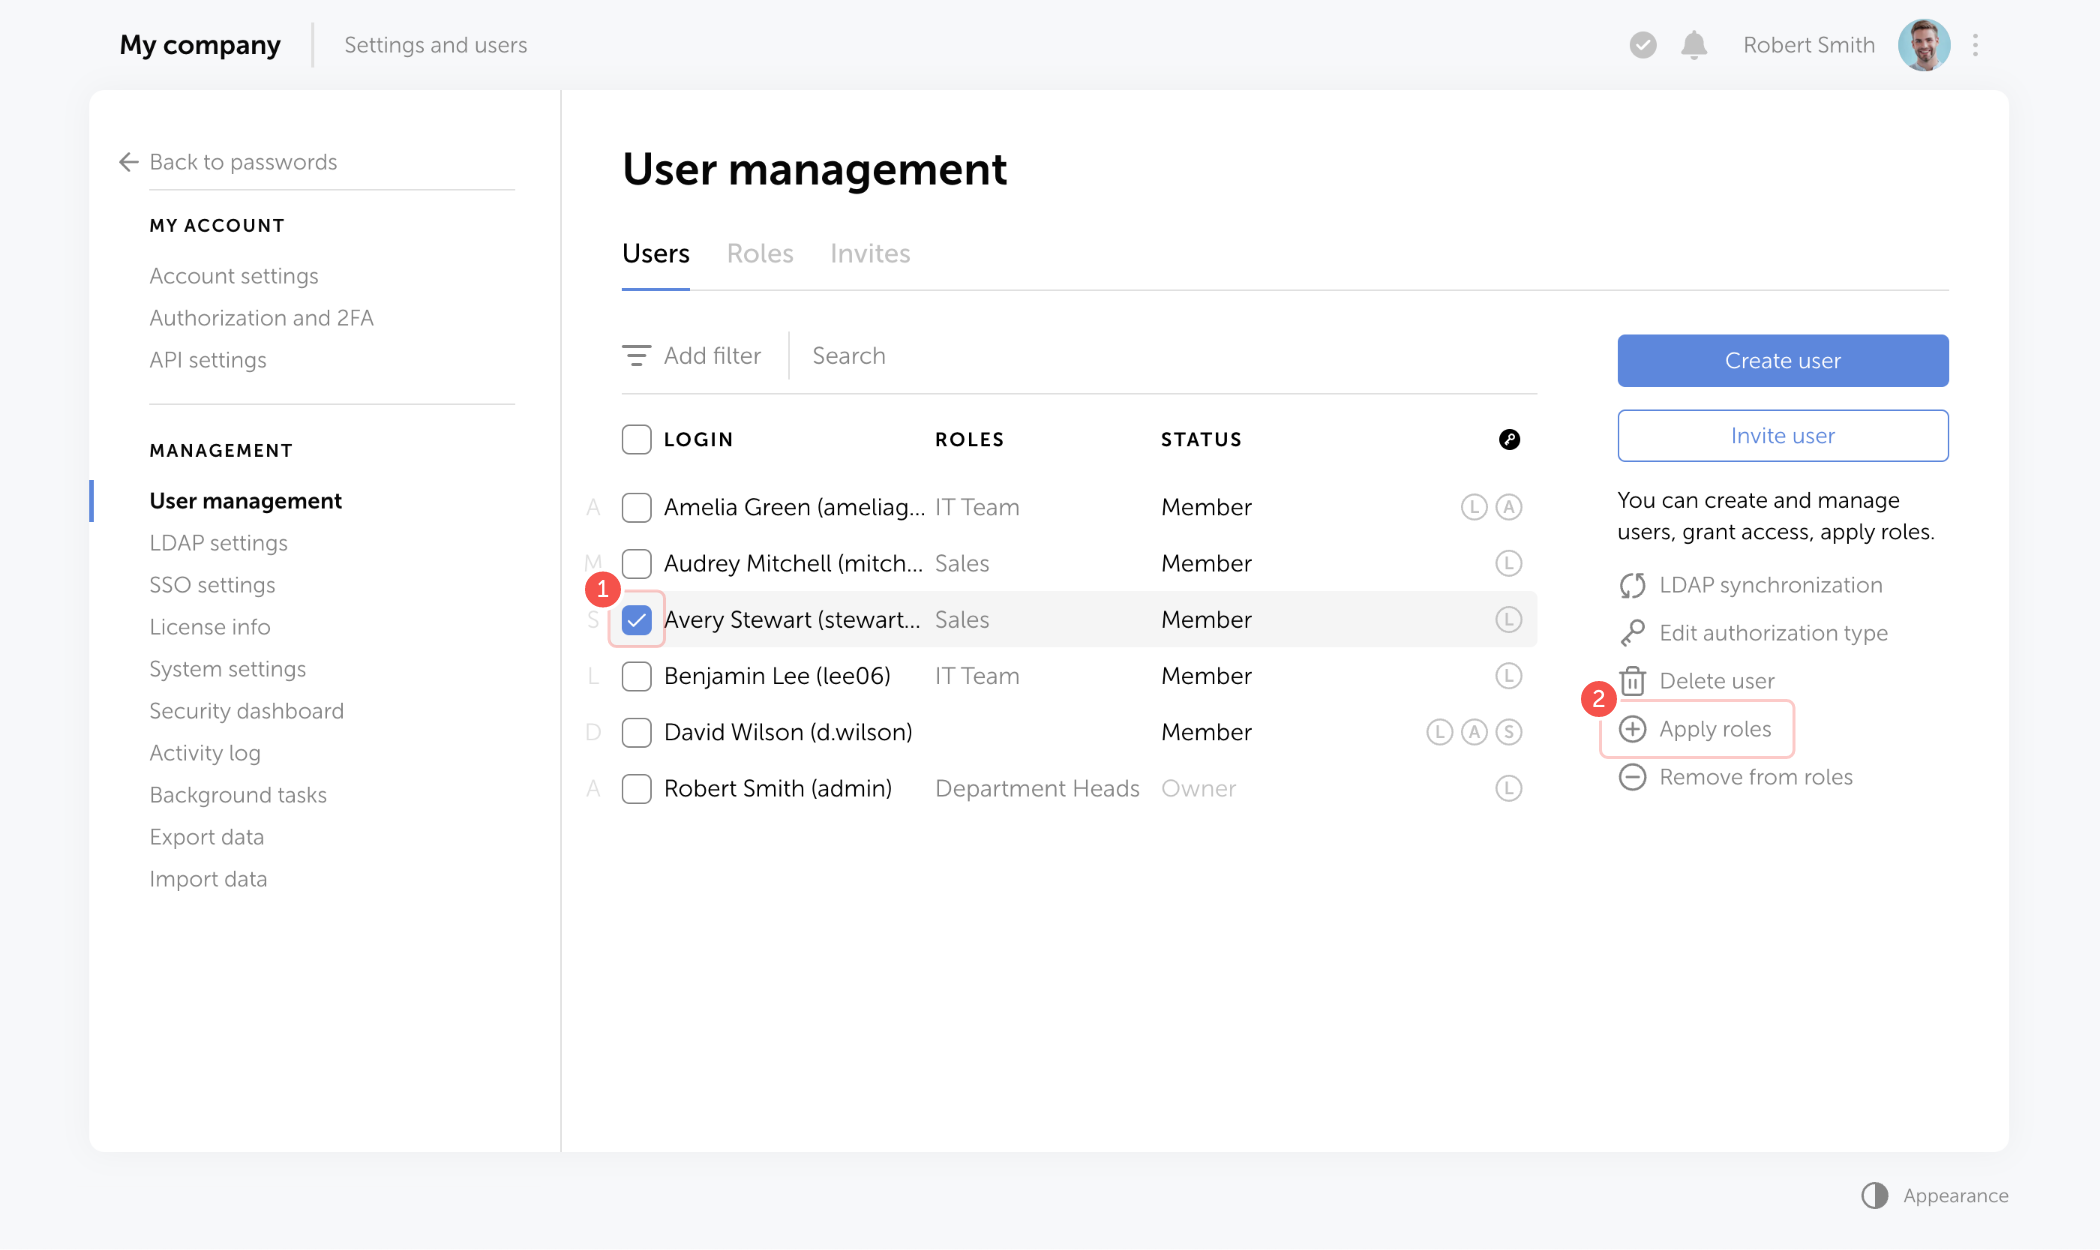 My company
Settings and users
Robert Smith
Back to passwords
MY ACCOUNT
Account settings
Authorization and 2FA
API settings
MANAGEMENT
User management
LDAP settings
SSO settings
License info
System settings
Security dashboard
Activity log
Background tasks
Export data
Import data
User management
Users Roles Invites
Add filter Search
LOGIN ROLES STATUS
A Amelia Green (ameliag... IT Team Member L A
M Audrey Mitchell (mitch... Sales Member L
1
S Avery Stewart (stewart... Sales Member L
L Benjamin Lee (lee06) IT Team Member L
D David Wilson (d.wilson) Member L A S
A Robert Smith (admin) Department Heads Owner L
Create user
Invite user
You can create and manage
users, grant access, apply roles.
LDAP synchronization
Edit authorization type
Delete user
2
Apply roles
Remove from roles
Appearance